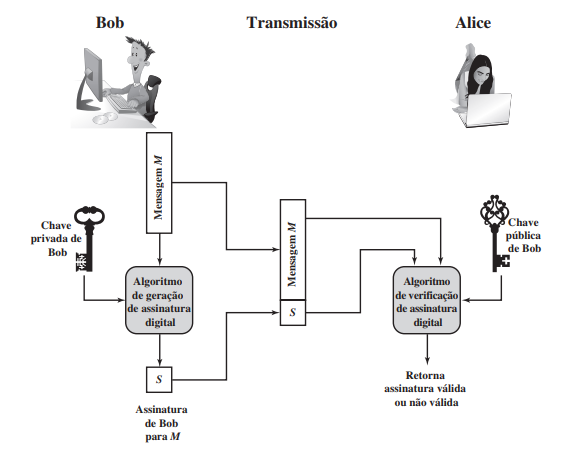 Bob
Transmissão
Alice
Mensagem M
Chave
privada de
Bob
Algoritmo
de geração
de assinatura
digital
S
Assinatura
de Bob
para M
Mensagem M
S
Chave
pública
de Bob
Algoritmo
de verificação
de assinatura
digital
Retorna
assinatura válida
ou não válida